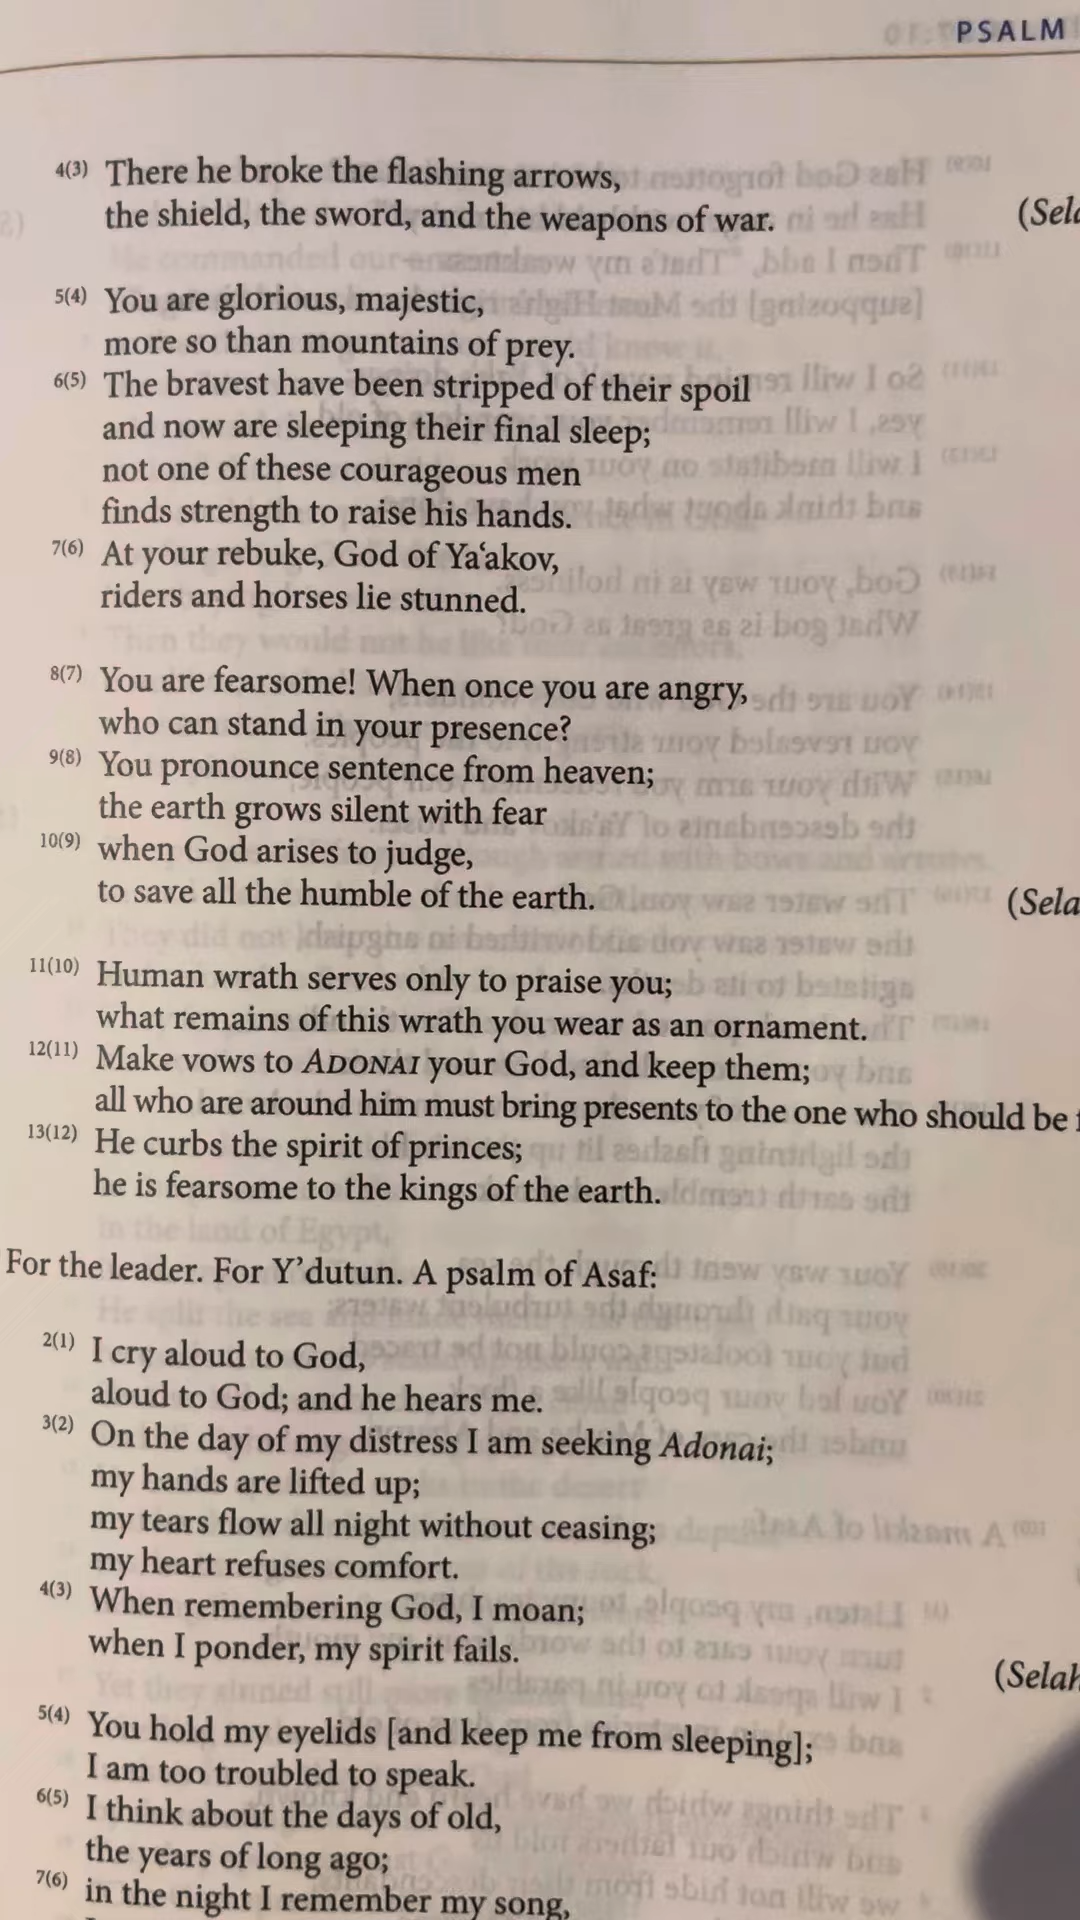 PSALM
4(3) There he broke the flashing arrows,
the shield, the sword, and the weapons of war. (Sela
5(4) You are glorious, majestic,
more so than mountains of prey.
6(5) The bravest have been stripped of their spoil
and now are sleeping their final sleep;
not one of these courageous men
finds strength to raise his hands.
7(6) At your rebuke, God of Ya‘akov,
riders and horses lie stunned.
8(7) You are fearsome! When once you are angry,
who can stand in your presence?
9(8) You pronounce sentence from heaven;
the earth grows silent with fear
10(9) when God arises to judge,
to save all the humble of the earth. (Sela
11(10) Human wrath serves only to praise you;
what remains of this wrath you wear as an ornament.
12(11) Make vows to ADONAI your God, and keep them;
all who are around him must bring presents to the one who should be
13(12) He curbs the spirit of princes;
he is fearsome to the kings of the earth.
For the leader. For Y’dutun. A psalm of Asaf:
2(1) I cry aloud to God,
aloud to God; and he hears me.
3(2) On the day of my distress I am seeking Adonai;
my hands are lifted up;
my tears flow all night without ceasing;
my heart refuses comfort.
4(3) When remembering God, I moan;
when I ponder, my spirit fails. (Selah
5(4) You hold my eyelids [and keep me from sleeping];
I am too troubled to speak.
6(5) I think about the days of old,
the years of long ago;
7(6) in the night I remember my song,